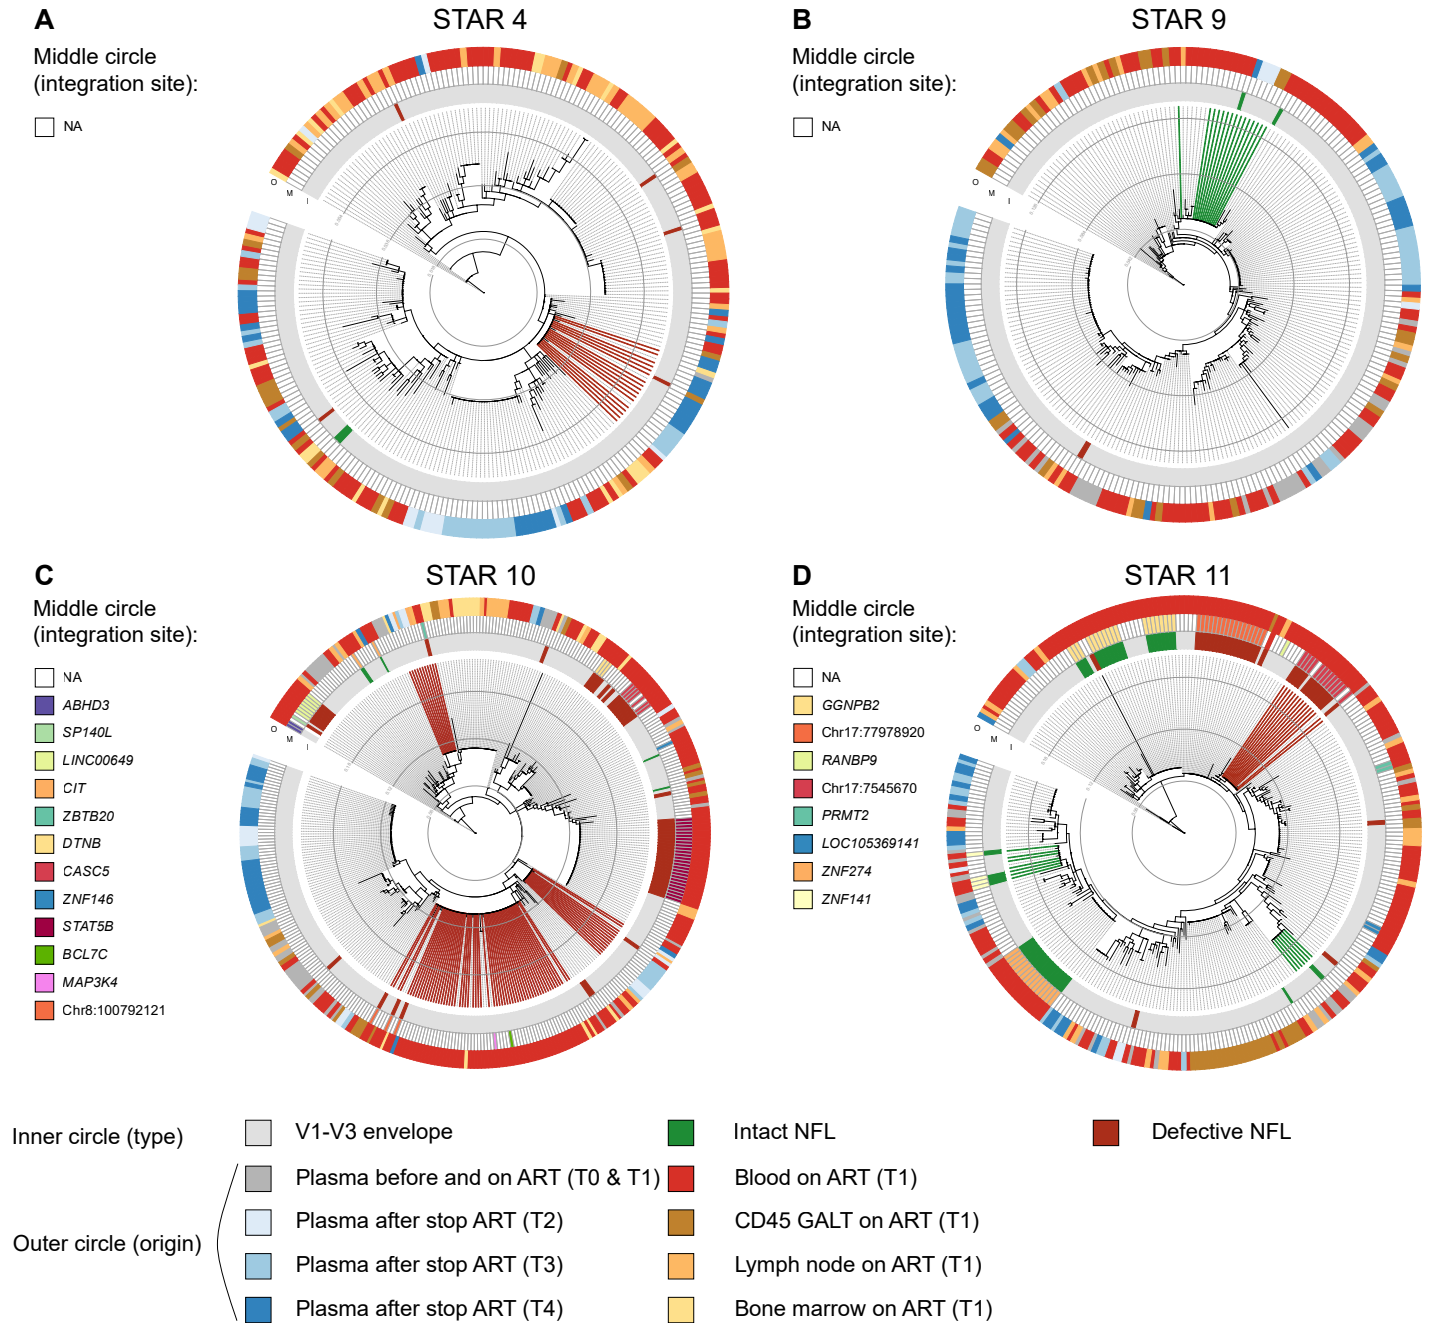 A
STAR 4
Middle circle
(integration site):
NA
O
M
I
B
STAR 9
Middle circle
(integration site):
NA
O
M
I
C
STAR 10
Middle circle
(integration site):
NA
ABHD3
SP140L
LINC00649
CIT
ZBTB20
DTNB
CASC5
ZNF146
STAT5B
BCL7C
MAP3K4
Chr8:100792121
O
M
I
D
STAR 11
Middle circle
(integration site):
NA
GGNPB2
Chr17:77978920
RANBP9
Chr17:7545670
PRMT2
LOC105369141
ZNF274
ZNF141
O
M
I
Inner circle (type)
V1-V3 envelope
Intact NFL
Defective NFL
Outer circle (origin)
Plasma before and on ART (T0 & T1)
Blood on ART (T1)
Plasma after stop ART (T2)
CD45 GALT on ART (T1)
Plasma after stop ART (T3)
Lymph node on ART (T1)
Plasma after stop ART (T4)
Bone marrow on ART (T1)